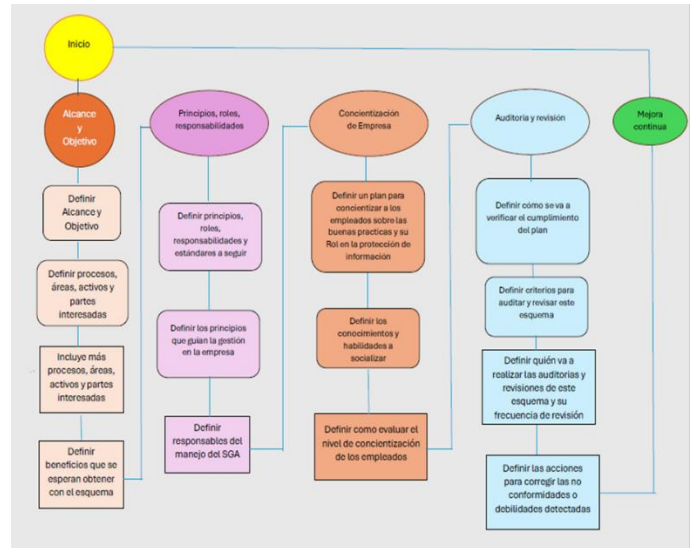 Inicio
Alcance
y
Objetivo
Definir
Alcance y
Objetivo
Definir procesos,
áreas, activos y
partes
interesadas
Incluye más
procesos, áreas,
activos y partes
interesadas
Definir
beneficios que se
esperan obtener
con el esquema
Principios, roles,
responsabilidades
Definir principios,
roles,
responsabilidades y
estándares a seguir
Definir los principios
que guían la gestión
en la empresa
Definir
responsables del
manejo del SGA
Concientización
de Empresa
Definir un plan para
concientizar a los
empleados sobre las
buenas practicas y su
Rol en la protección de
información
Definir los
conocimientos y
habilidades a
socializar
Definir como evaluar el
nivel de concientización
de los empleados
Auditoria y revisión
Definir cómo se va a
verificar el cumplimiento
del plan
Definir criterios para
auditar y revisar este
esquema
Definir quién va a
realizar las auditorias y
revisiones de este
esquema y su
frecuencia de revisión
Definir las acciones
para corregir las no
conformidades o
debilidades detectadas
Mejora
continua